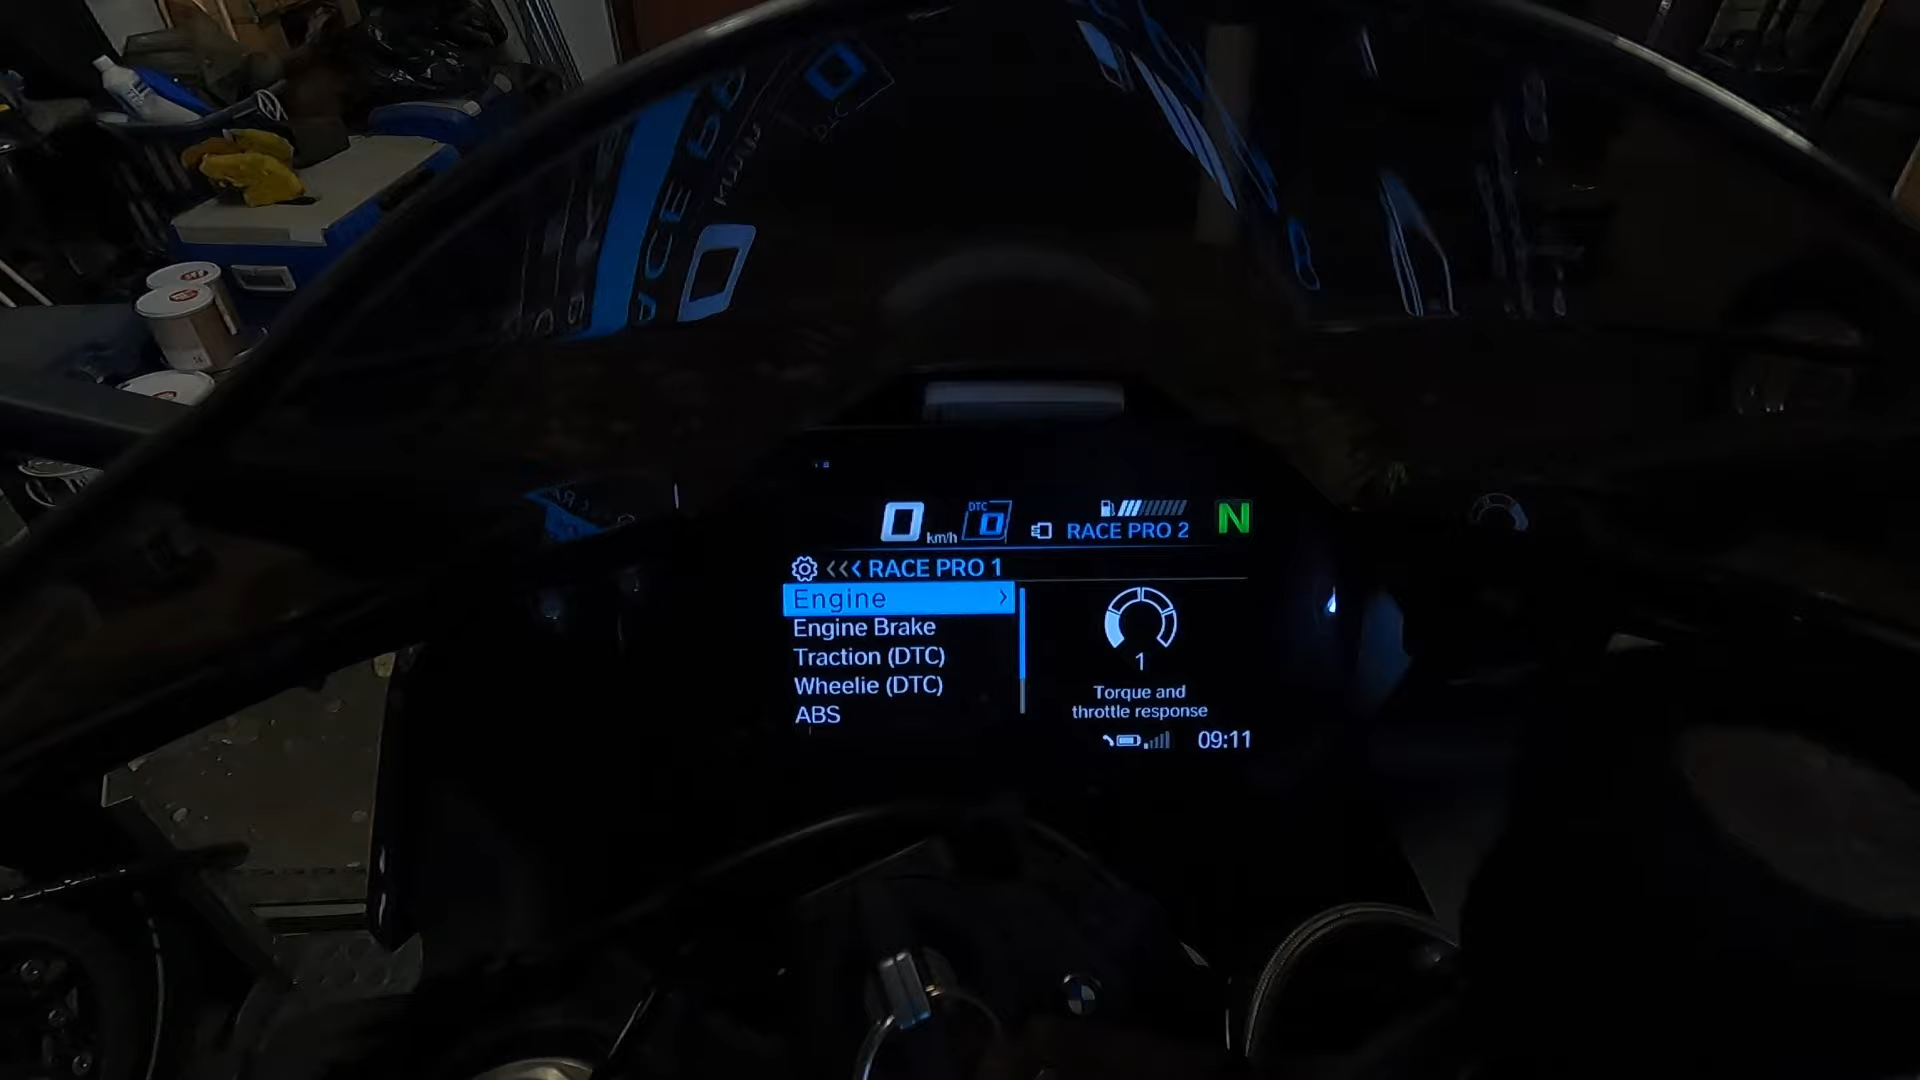 0 km/h DTC 0 RACE PRO 2 N
RACE PRO 1
Engine
Engine Brake
Traction (DTC)
Wheelie (DTC)
ABS
1
Torque and
throttle response
09:11